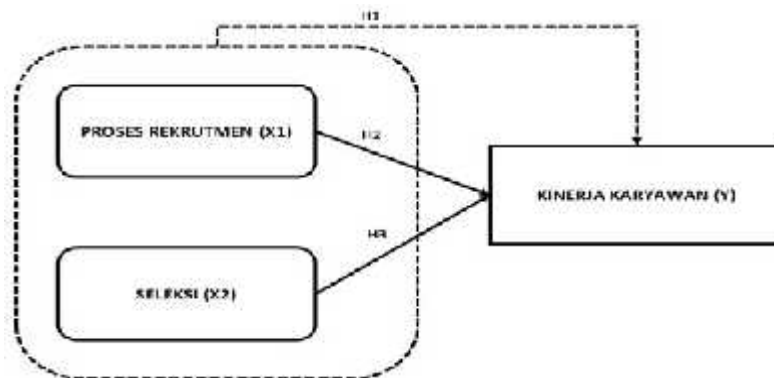 H1
PROSES REKRUTMEN (X1)
H2
KINERJA KARYAWAN (Y)
H3
SELEKSI (X2)